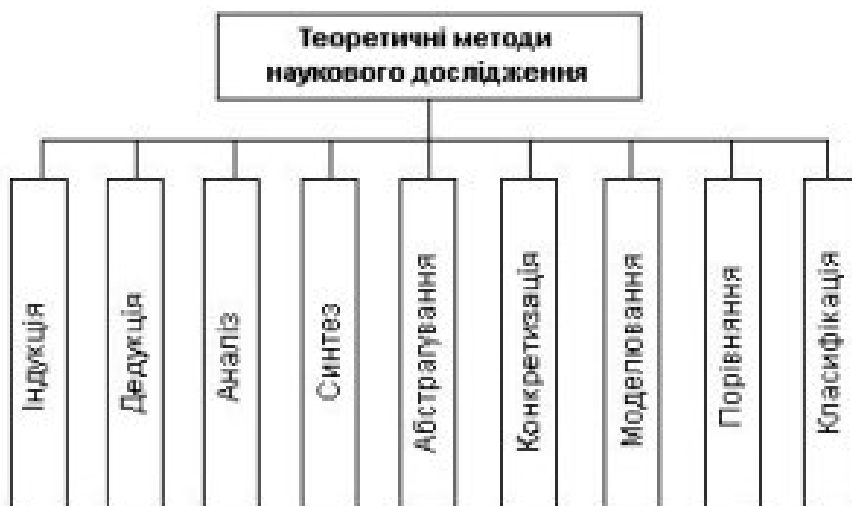 Теоретичні методи
наукового дослідження
Індукція
Дедукція
Аналіз
Синтез
Абстрагування
Конкретизація
Моделювання
Порівняння
Класифікація